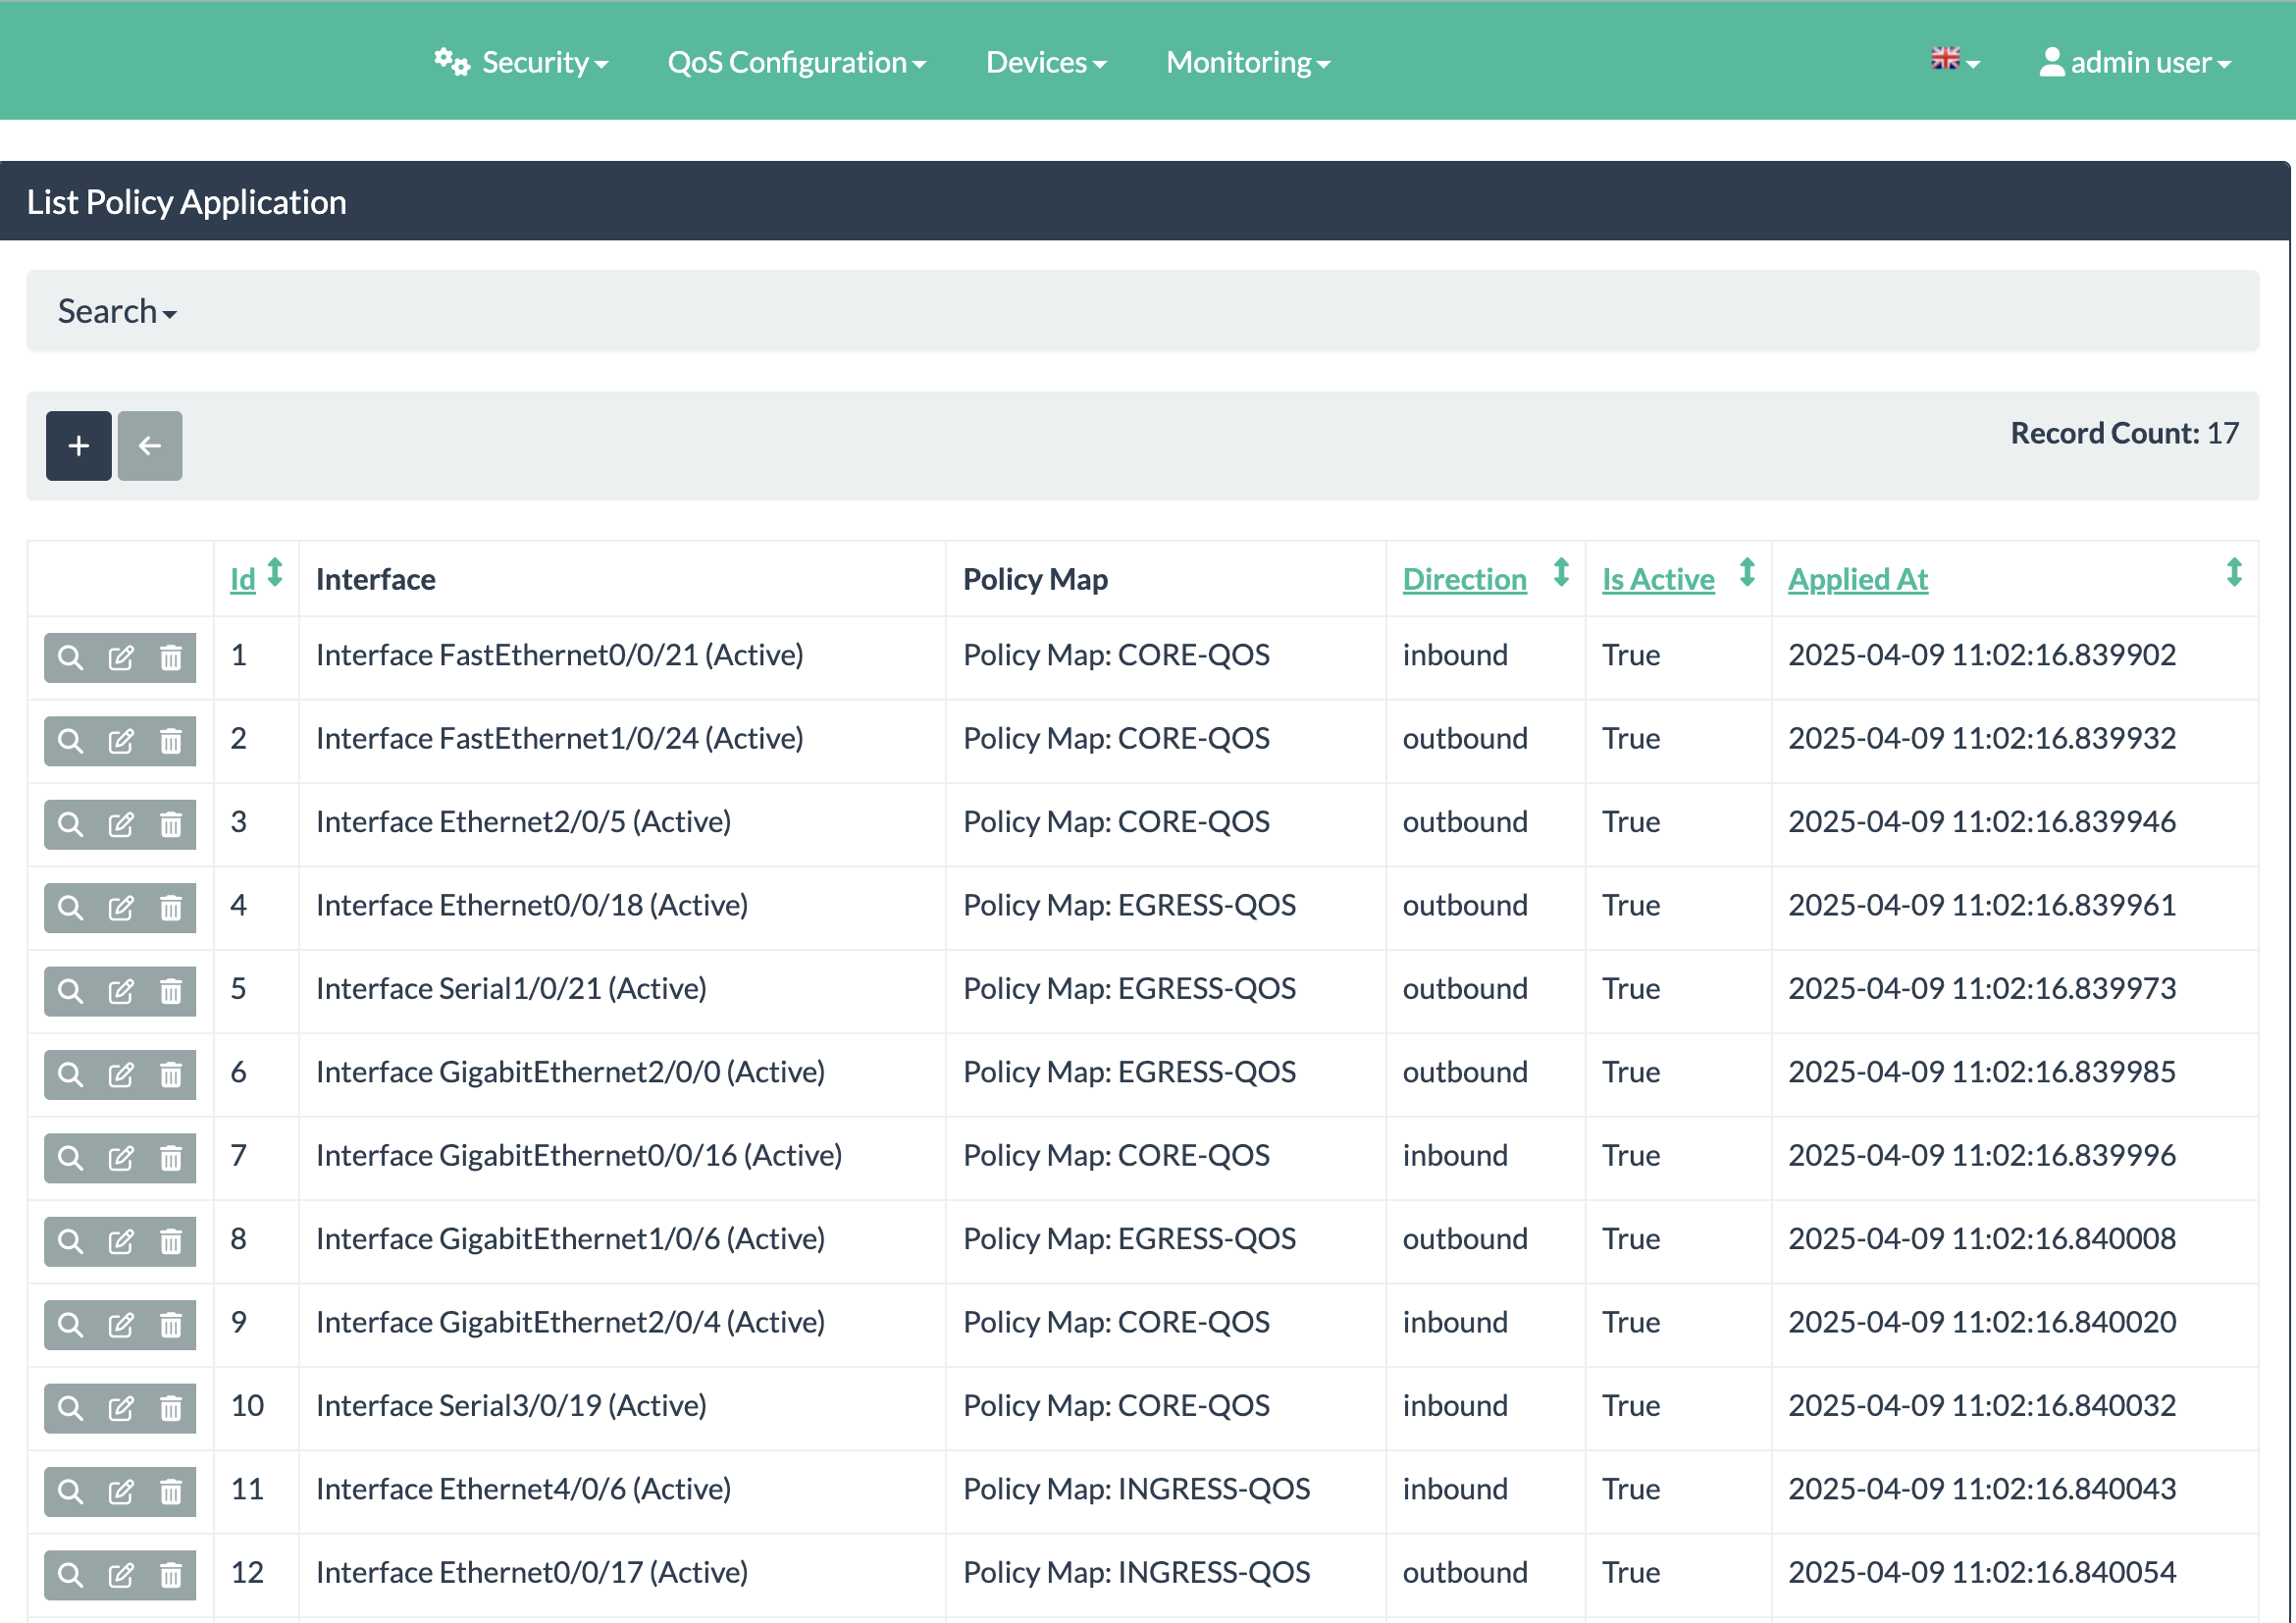 Security QoS Configuration Devices Monitoring admin user
List Policy Application
Search
Record Count: 17
Id Interface Policy Map Direction Is Active Applied At
1 Interface FastEthernet0/0/21 (Active) Policy Map: CORE-QOS inbound True 2025-04-09 11:02:16.839902
2 Interface FastEthernet1/0/24 (Active) Policy Map: CORE-QOS outbound True 2025-04-09 11:02:16.839932
3 Interface Ethernet2/0/5 (Active) Policy Map: CORE-QOS outbound True 2025-04-09 11:02:16.839946
4 Interface Ethernet0/0/18 (Active) Policy Map: EGRESS-QOS outbound True 2025-04-09 11:02:16.839961
5 Interface Serial1/0/21 (Active) Policy Map: EGRESS-QOS outbound True 2025-04-09 11:02:16.839973
6 Interface GigabitEthernet2/0/0 (Active) Policy Map: EGRESS-QOS outbound True 2025-04-09 11:02:16.839985
7 Interface GigabitEthernet0/0/16 (Active) Policy Map: CORE-QOS inbound True 2025-04-09 11:02:16.839996
8 Interface GigabitEthernet1/0/6 (Active) Policy Map: EGRESS-QOS outbound True 2025-04-09 11:02:16.840008
9 Interface GigabitEthernet2/0/4 (Active) Policy Map: CORE-QOS inbound True 2025-04-09 11:02:16.840020
10 Interface Serial3/0/19 (Active) Policy Map: CORE-QOS inbound True 2025-04-09 11:02:16.840032
11 Interface Ethernet4/0/6 (Active) Policy Map: INGRESS-QOS inbound True 2025-04-09 11:02:16.840043
12 Interface Ethernet0/0/17 (Active) Policy Map: INGRESS-QOS outbound True 2025-04-09 11:02:16.840054